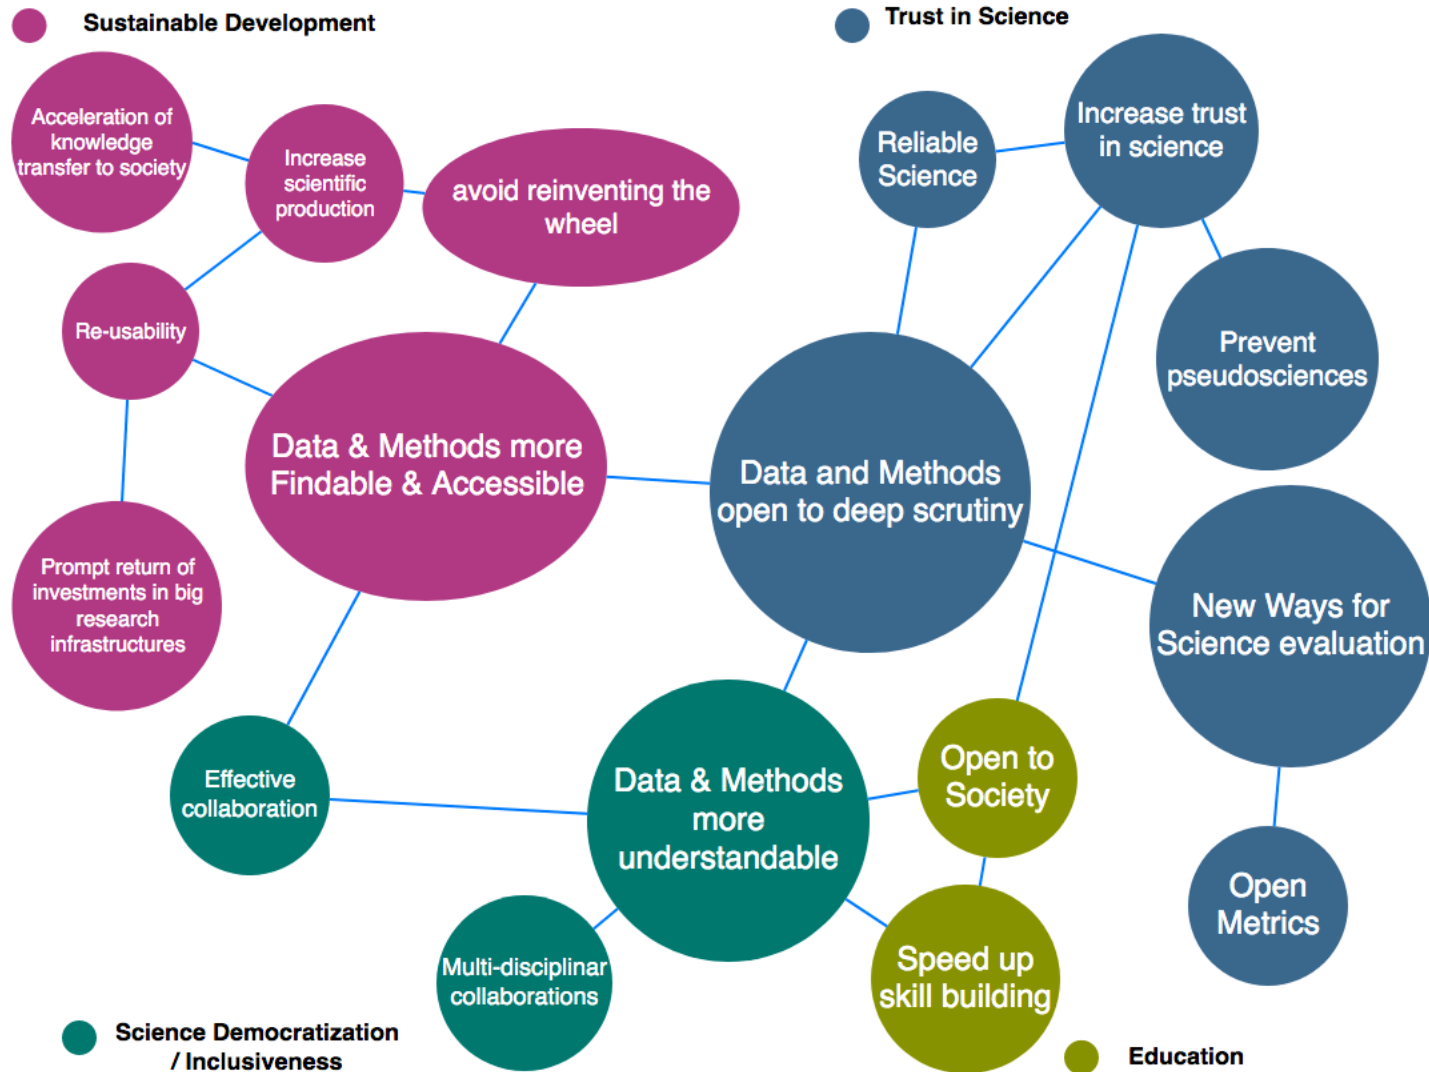 Sustainable Development
Trust in Science
Acceleration of
knowledge
transfer to society
Increase
scientific
production
avoid reinventing the
wheel
Reliable
Science
Increase trust
in science
Re-usability
Prevent
pseudosciences
Data & Methods more
Findable & Accessible
Data and Methods
open to deep scrutiny
Prompt return of
investments in big
research
infrastructures
New Ways for
Science evaluation
Effective
collaboration
Data & Methods
more
understandable
Open to
Society
Open
Metrics
Multi-disciplinar
collaborations
Speed up
skill building
Science Democratization
/ Inclusiveness
Education